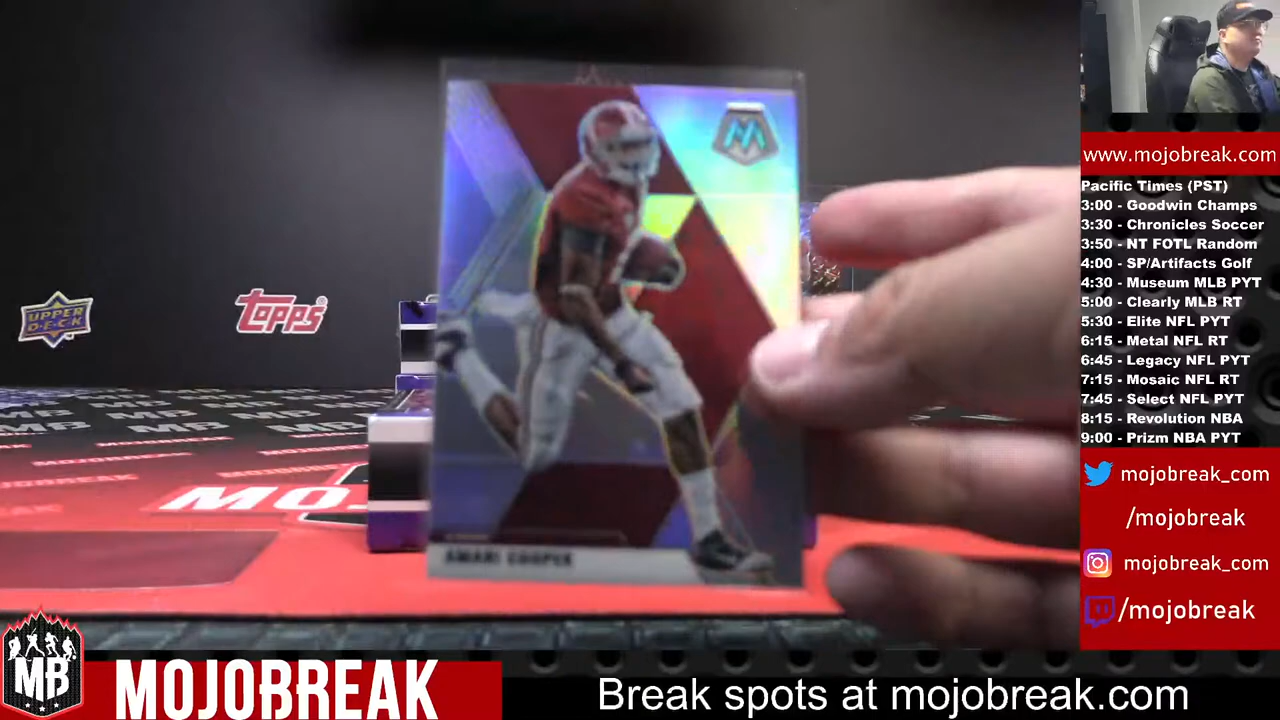 AMARI COOPER
UPPER
DECK
TOPPS
MB
MOJOBREAK
Break spots at mojobreak.com
www.mojobreak.com
Pacific Times (PST)
3:00 - Goodwin Champs
3:30 - Chronicles Soccer
3:50 - NT FOTL Random
4:00 - SP/Artifacts Golf
4:30 - Museum MLB PYT
5:00 - Clearly MLB RT
5:30 - Elite NFL PYT
6:15 - Metal NFL RT
6:45 - Legacy NFL PYT
7:15 - Mosaic NFL RT
7:45 - Select NFL PYT
8:15 - Revolution NBA
9:00 - Prizm NBA PYT
mojobreak_com
/mojobreak
mojobreak_com
/mojobreak